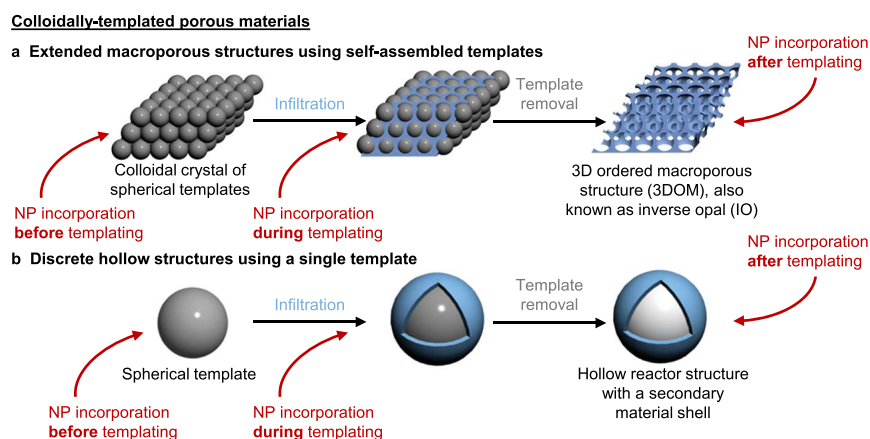 Colloidally-templated porous materials
a Extended macroporous structures using self-assembled templates
NP incorporation
after templating
Infiltration
Template
removal
Colloidal crystal of
spherical templates
3D ordered macroporous
structure (3DOM), also
known as inverse opal (IO)
NP incorporation
before templating
NP incorporation
during templating
b Discrete hollow structures using a single template
NP incorporation
after templating
Infiltration
Template
removal
Spherical template
Hollow reactor structure
with a secondary
material shell
NP incorporation
before templating
NP incorporation
during templating